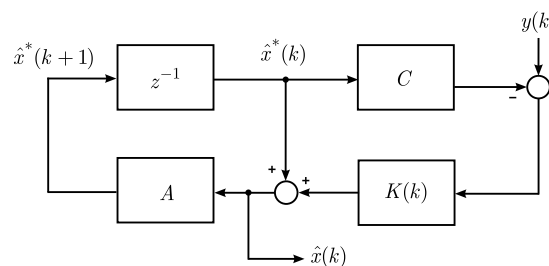 y(k
x̂*(k + 1)
x̂*(k)
z⁻¹
C
-
+
+
A
K(k)
x̂(k)